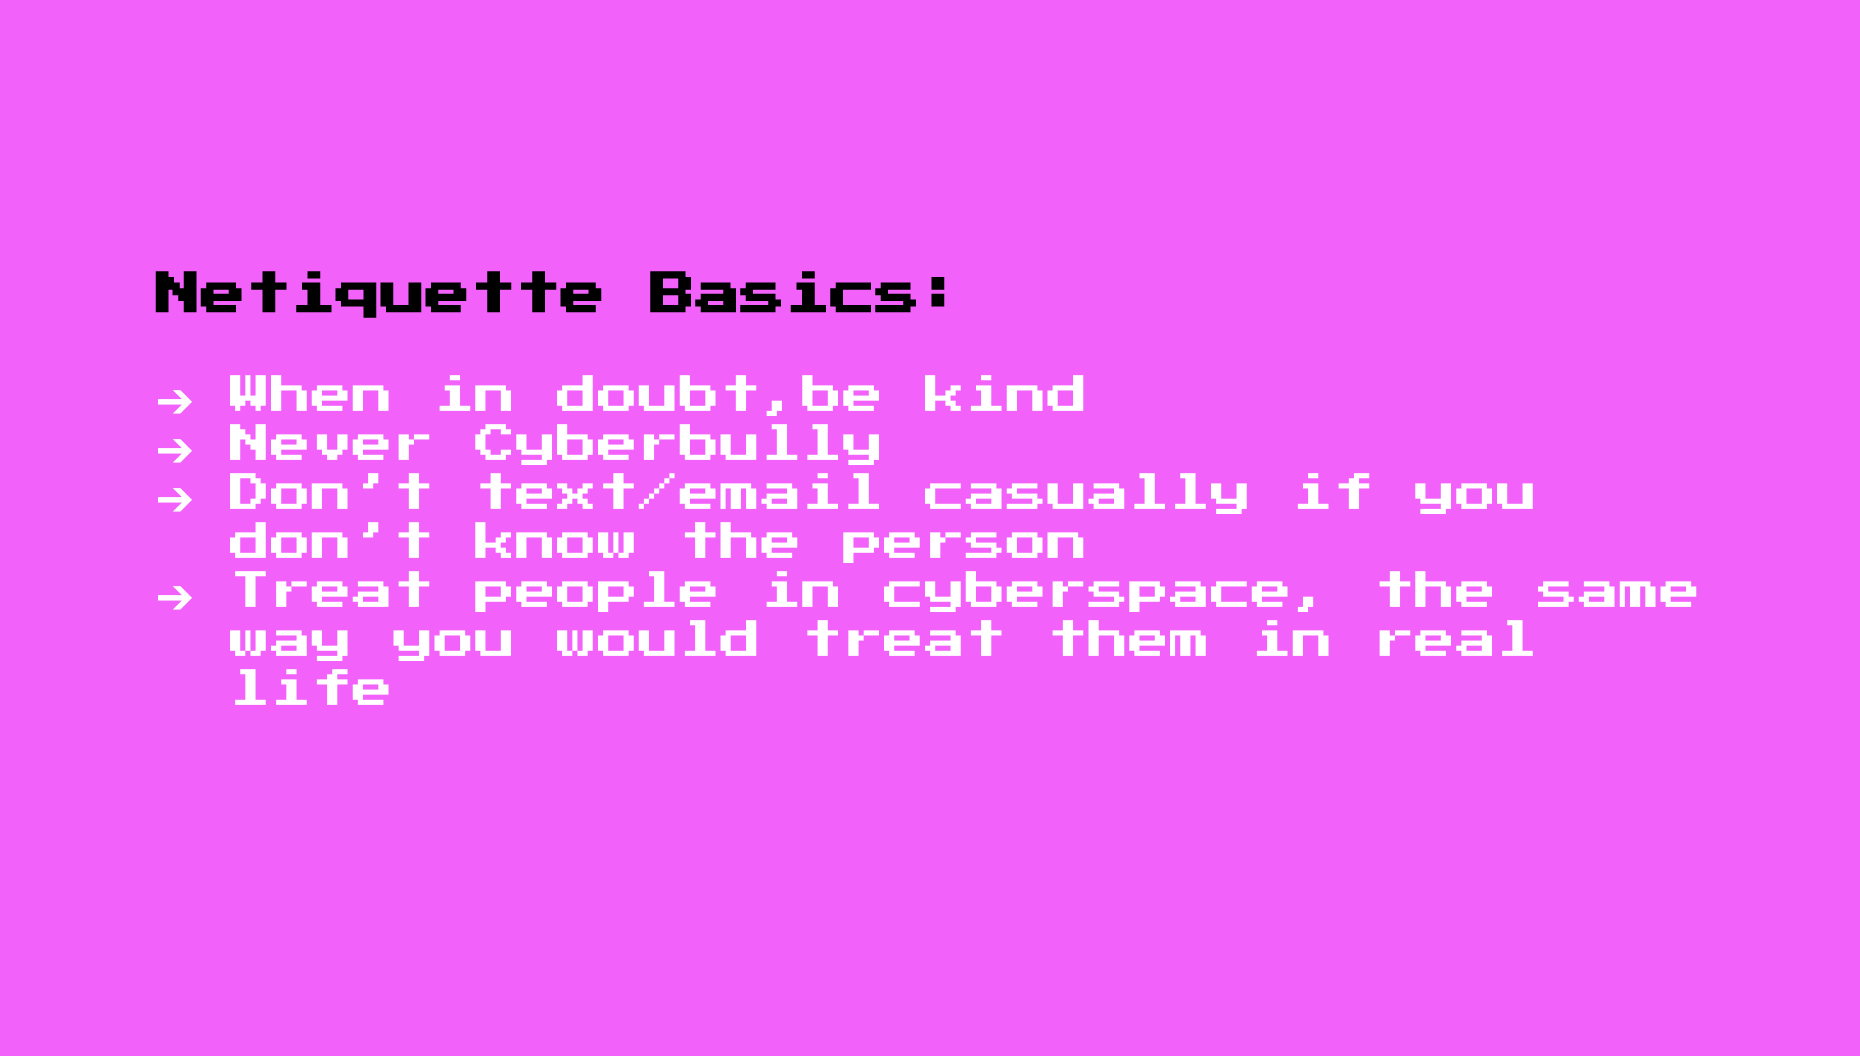 Netiquette Basics:
→ When in doubt,be kind
→ Never Cyberbully
→ Don't text/email casually if you
don't know the person
→ Treat people in cyberspace, the same
way you would treat them in real
life